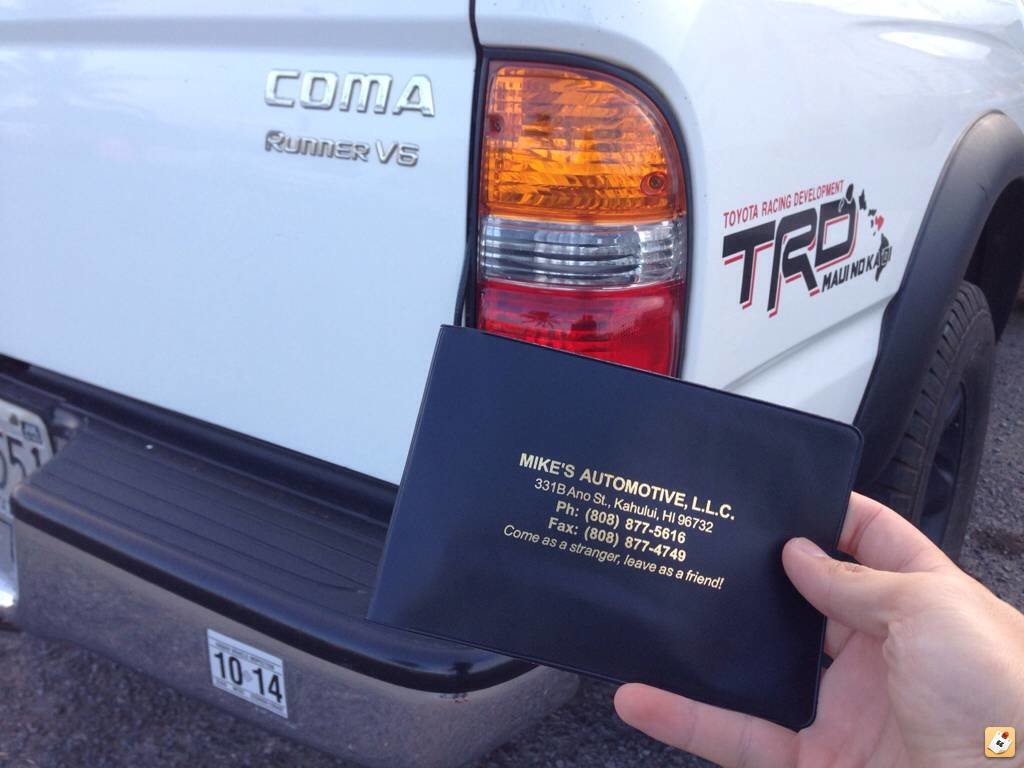 COMA
RUNNER V6
TOYOTA RACING DEVELOPMENT
TRD
MAUI NO KA OI
MIKE'S AUTOMOTIVE, L.L.C.
331B Ano St., Kahului, HI 96732
Ph: (808) 877-5616
Fax: (808) 877-4749
Come as a stranger, leave as a friend!
10 14